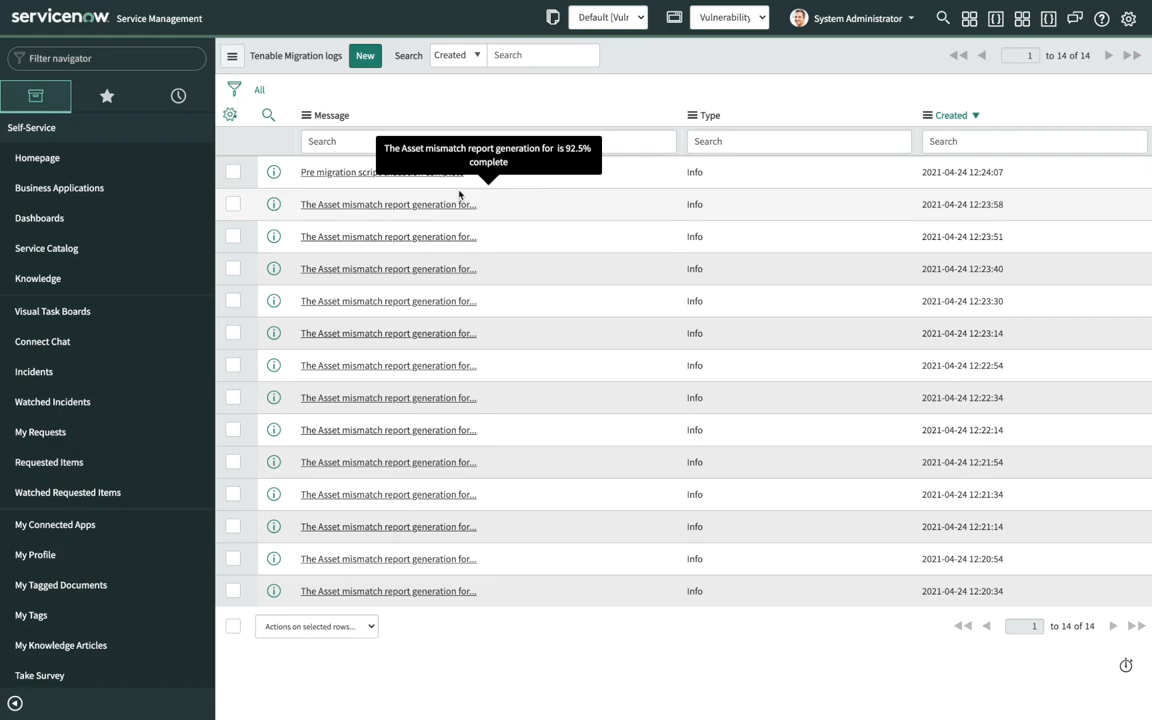 servicenow. Service Management
Default [Vulr
Vulnerability
System Administrator
Filter navigator
Tenable Migration logs
New
Search
Created
Search
1 to 14 of 14
All
Message
Type
Created
Self-Service
Search
Search
Search
The Asset mismatch report generation for is 92.5%
complete
Homepage
Business Applications
Dashboards
Service Catalog
Knowledge
Visual Task Boards
Connect Chat
Incidents
Watched Incidents
My Requests
Requested Items
Watched Requested Items
My Connected Apps
My Profile
My Tagged Documents
My Tags
My Knowledge Articles
Take Survey
Pre migration script Info 2021-04-24 12:24:07
The Asset mismatch report generation for... Info 2021-04-24 12:23:58
The Asset mismatch report generation for... Info 2021-04-24 12:23:51
The Asset mismatch report generation for... Info 2021-04-24 12:23:40
The Asset mismatch report generation for... Info 2021-04-24 12:23:30
The Asset mismatch report generation for... Info 2021-04-24 12:23:14
The Asset mismatch report generation for... Info 2021-04-24 12:22:54
The Asset mismatch report generation for... Info 2021-04-24 12:22:34
The Asset mismatch report generation for... Info 2021-04-24 12:22:14
The Asset mismatch report generation for... Info 2021-04-24 12:21:54
The Asset mismatch report generation for... Info 2021-04-24 12:21:34
The Asset mismatch report generation for... Info 2021-04-24 12:21:14
The Asset mismatch report generation for... Info 2021-04-24 12:20:54
The Asset mismatch report generation for... Info 2021-04-24 12:20:34
Actions on selected rows...
1 to 14 of 14